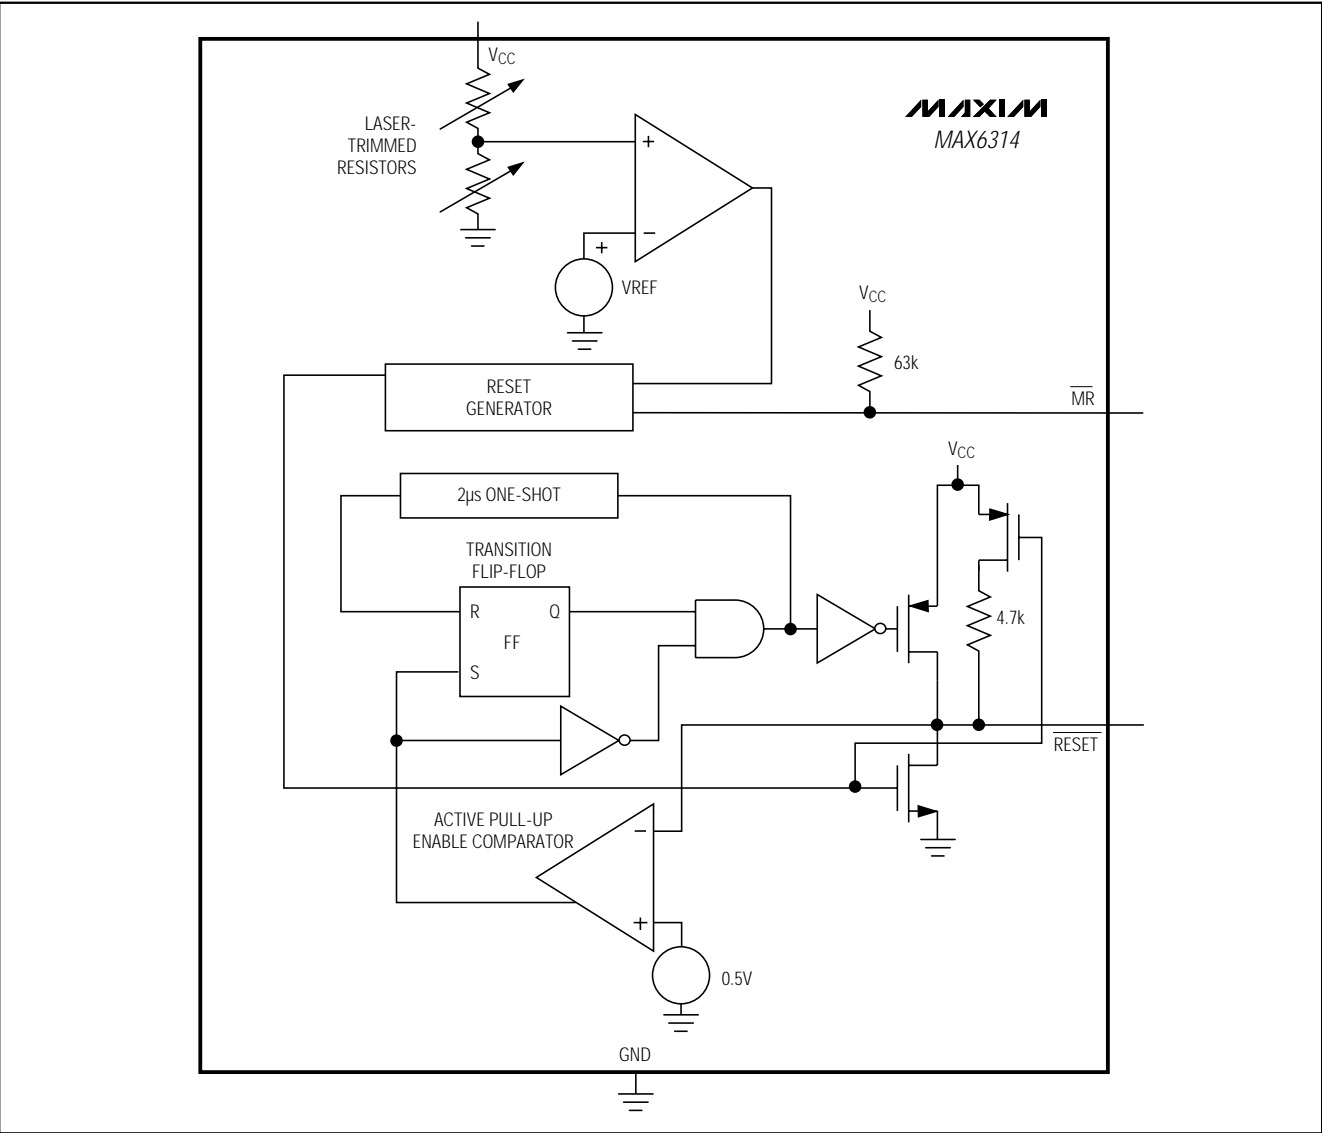 VCC
LASER-
TRIMMED
RESISTORS
MAXIM
MAX6314
+
−
+
VREF
VCC
63k
RESET
GENERATOR
MR
VCC
2µs ONE-SHOT
TRANSITION
FLIP-FLOP
R
Q
FF
S
4.7k
RESET
ACTIVE PULL-UP
ENABLE COMPARATOR
−
+
0.5V
GND